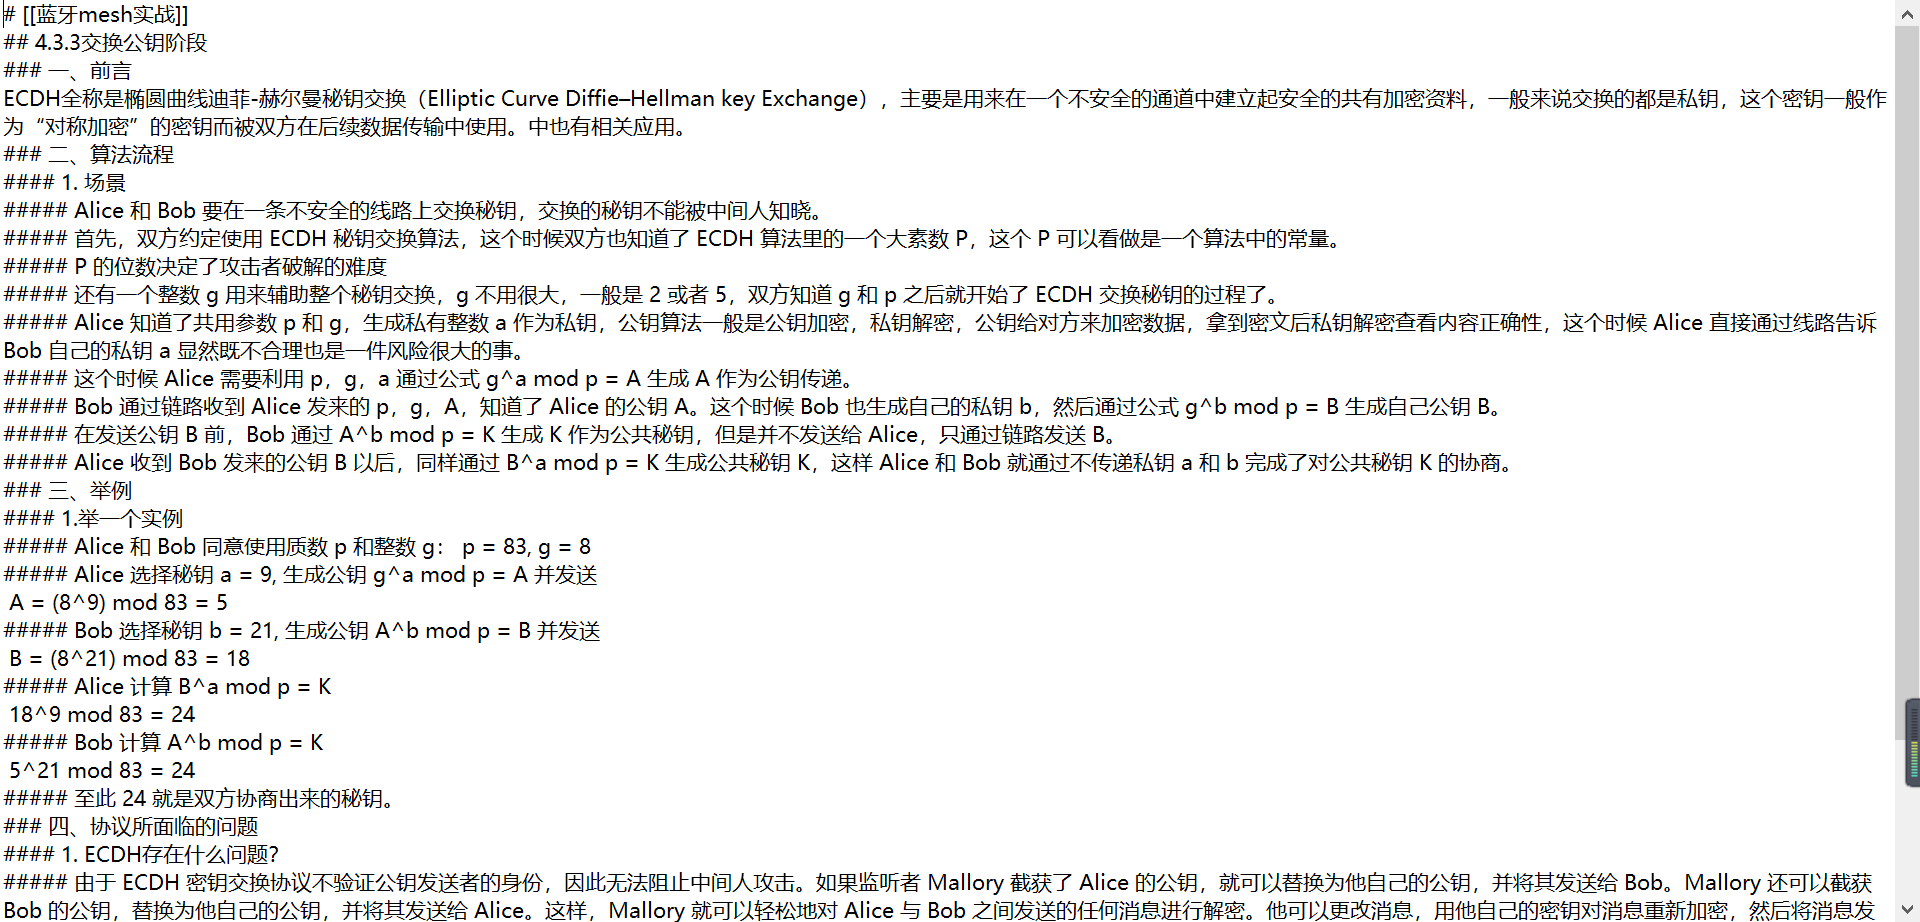 # [[蓝牙mesh实战]]
## 4.3.3交换公钥阶段
### 一、前言
ECDH全称是椭圆曲线迪菲-赫尔曼秘钥交换（Elliptic Curve Diffie–Hellman key Exchange），主要是用来在一个不安全的通道中建立起安全的共有加密资料，一般来说交换的都是私钥，这个密钥一般作
为“对称加密”的密钥而被双方在后续数据传输中使用。中也有相关应用。
### 二、算法流程
#### 1. 场景
##### Alice 和 Bob 要在一条不安全的线路上交换秘钥，交换的秘钥不能被中间人知晓。
##### 首先，双方约定使用 ECDH 秘钥交换算法，这个时候双方也知道了 ECDH 算法里的一个大素数 P，这个 P 可以看做是一个算法中的常量。
##### P 的位数决定了攻击者破解的难度
##### 还有一个整数 g 用来辅助整个秘钥交换，g 不用很大，一般是 2 或者 5，双方知道 g 和 p 之后就开始了 ECDH 交换秘钥的过程了。
##### Alice 知道了共用参数 p 和 g，生成私有整数 a 作为私钥，公钥算法一般是公钥加密，私钥解密，公钥给对方来加密数据，拿到密文后私钥解密查看内容正确性，这个时候 Alice 直接通过线路告诉
Bob 自己的私钥 a 显然既不合理也是一件风险很大的事。
##### 这个时候 Alice 需要利用 p，g，a 通过公式 g^a mod p = A 生成 A 作为公钥传递。
##### Bob 通过链路收到 Alice 发来的 p，g，A，知道了 Alice 的公钥 A。这个时候 Bob 也生成自己的私钥 b，然后通过公式 g^b mod p = B 生成自己公钥 B。
##### 在发送公钥 B 前，Bob 通过 A^b mod p = K 生成 K 作为公共秘钥，但是并不发送给 Alice，只通过链路发送 B。
##### Alice 收到 Bob 发来的公钥 B 以后，同样通过 B^a mod p = K 生成公共秘钥 K，这样 Alice 和 Bob 就通过不传递私钥 a 和 b 完成了对公共秘钥 K 的协商。
### 三、举例
#### 1.举一个实例
##### Alice 和 Bob 同意使用质数 p 和整数 g： p = 83, g = 8
##### Alice 选择秘钥 a = 9, 生成公钥 g^a mod p = A 并发送
A = (8^9) mod 83 = 5
##### Bob 选择秘钥 b = 21, 生成公钥 A^b mod p = B 并发送
B = (8^21) mod 83 = 18
##### Alice 计算 B^a mod p = K
18^9 mod 83 = 24
##### Bob 计算 A^b mod p = K
5^21 mod 83 = 24
##### 至此 24 就是双方协商出来的秘钥。
### 四、协议所面临的问题
#### 1. ECDH存在什么问题?
##### 由于 ECDH 密钥交换协议不验证公钥发送者的身份，因此无法阻止中间人攻击。如果监听者 Mallory 截获了 Alice 的公钥，就可以替换为他自己的公钥，并将其发送给 Bob。Mallory 还可以截获
Bob 的公钥，替换为他自己的公钥，并将其发送给 Alice。这样，Mallory 就可以轻松地对 Alice 与 Bob 之间发送的任何消息进行解密。他可以更改消息，用他自己的密钥对消息重新加密，然后将消息发